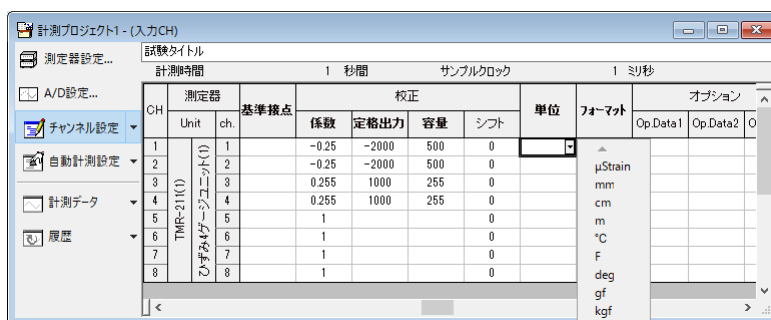 計測プロジェクト1 - (入力CH)
測定器設定...
A/D設定...
チャンネル設定
自動計測設定
計測データ
履歴
試験タイトル
計測時間 1 秒間 サンプルクロック 1 ミリ秒
CH 測定器 基準接点 校正 単位 フォーマット オプション
Unit ch. 係数 定格出力 容量 シフト Op.Data1 Op.Data2 O
TMR-211(1)
ひずみ4ゲージユニット(1)
1 1 -0.25 -2000 500 0
2 2 -0.25 -2000 500 0
3 3 0.255 1000 255 0
4 4 0.255 1000 255 0
5 5 1 0
6 6 1 0
7 7 1 0
8 8 1 0
μStrain
mm
cm
m
°C
F
deg
gf
kgf